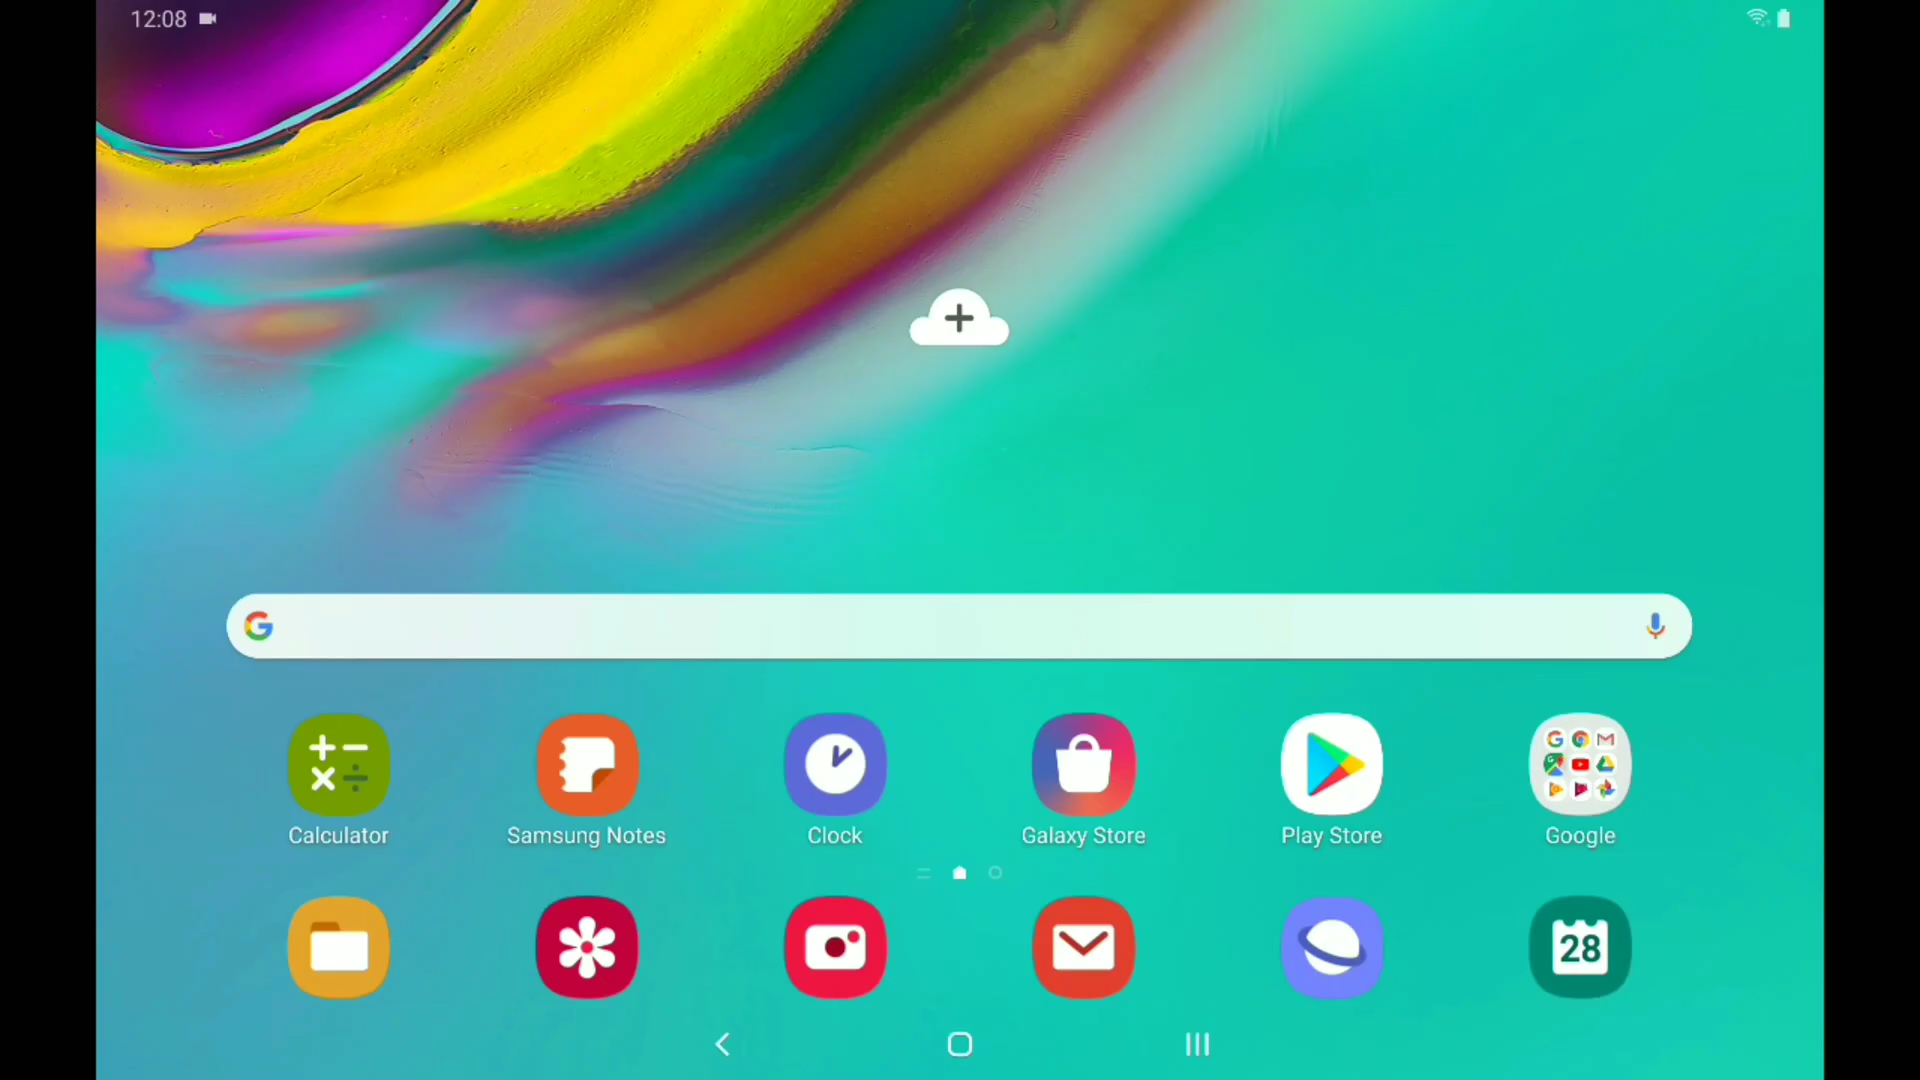 12:08
Calculator
Samsung Notes
Clock
Galaxy Store
Play Store
Google
28